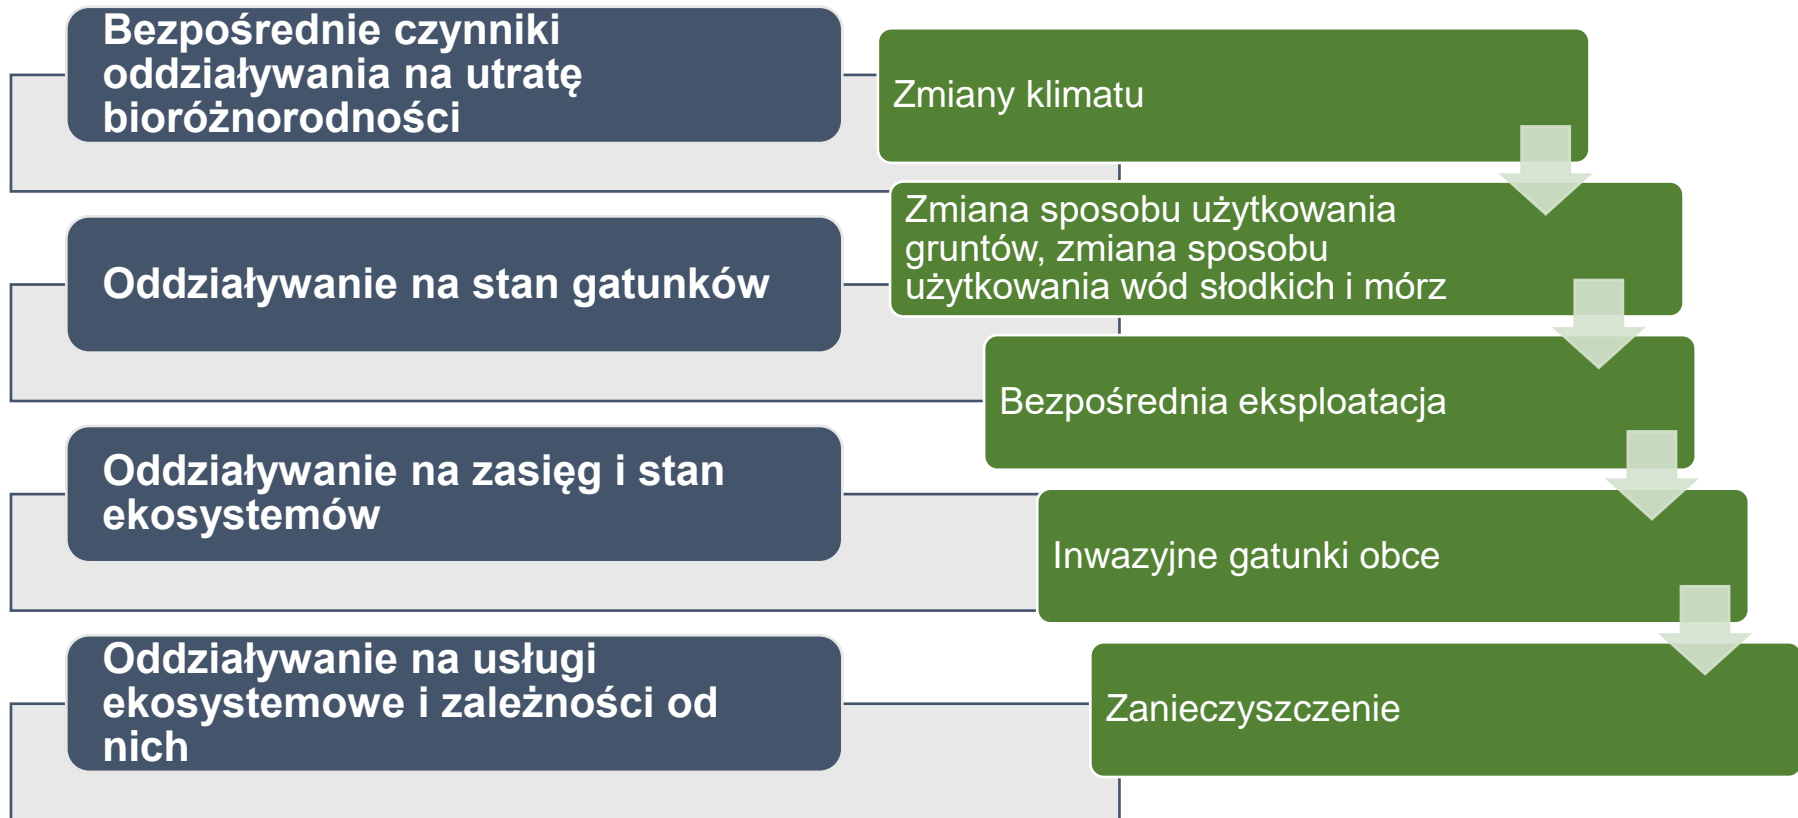 Bezpośrednie czynniki
oddziaływania na utratę
bioróżnorodności
Oddziaływanie na stan gatunków
Oddziaływanie na zasięg i stan
ekosystemów
Oddziaływanie na usługi
ekosystemowe i zależności od
nich
Zmiany klimatu
Zmiana sposobu użytkowania
gruntów, zmiana sposobu
użytkowania wód słodkich i mórz
Bezpośrednia eksploatacja
Inwazyjne gatunki obce
Zanieczyszczenie